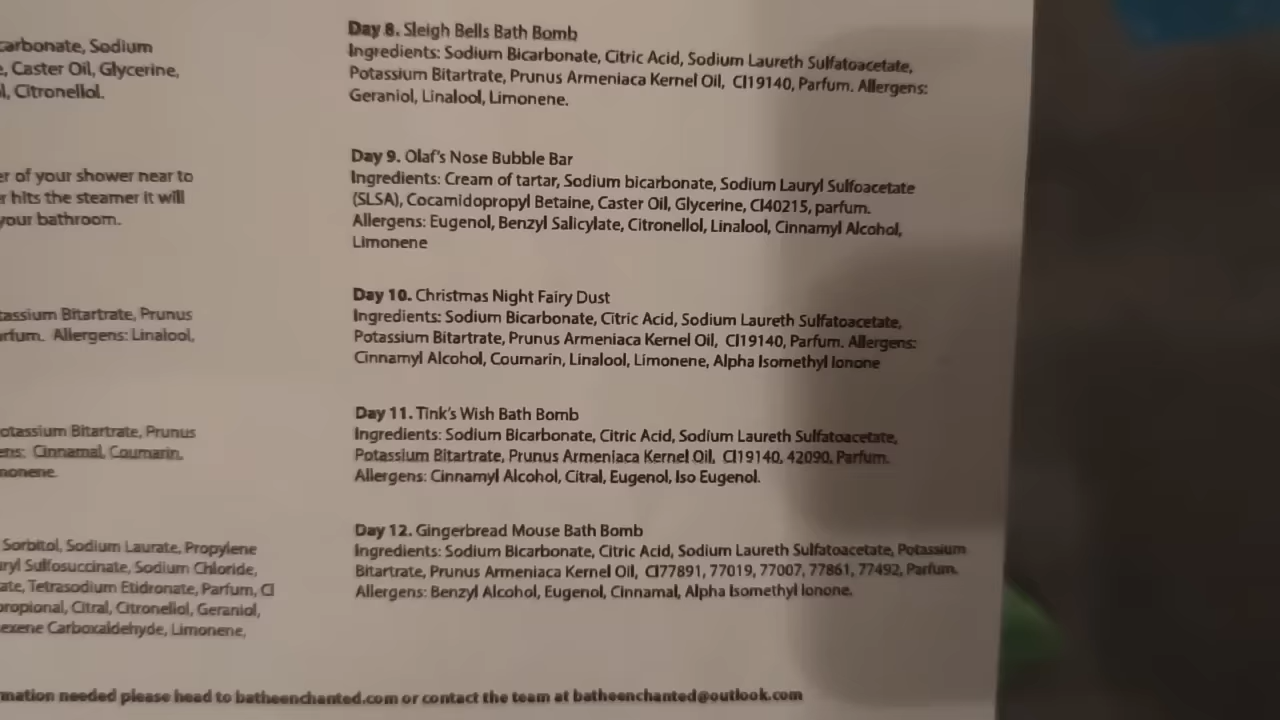 carbonate, Sodium
e, Caster Oil, Glycerine,
ol, Citronellol.
er of your shower near to
r hits the steamer it will
your bathroom.
tassium Bitartrate, Prunus
rfum. Allergens: Linalool,
otassium Bitartrate, Prunus
ens: Cinnamal, Coumarin,
monene.
Sorbitol, Sodium Laurate, Propylene
uryl Sulfosuccinate, Sodium Chloride,
ate, Tetrasodium Etidronate, Parfum, CI
propional, Citral, Citronellol, Geraniol,
exene Carboxaldehyde, Limonene,
Day 8. Sleigh Bells Bath Bomb
Ingredients: Sodium Bicarbonate, Citric Acid, Sodium Laureth Sulfatoacetate,
Potassium Bitartrate, Prunus Armeniaca Kernel Oil, CI19140, Parfum. Allergens:
Geraniol, Linalool, Limonene.
Day 9. Olaf's Nose Bubble Bar
Ingredients: Cream of tartar, Sodium bicarbonate, Sodium Lauryl Sulfoacetate
(SLSA), Cocamidopropyl Betaine, Caster Oil, Glycerine, CI40215, parfum.
Allergens: Eugenol, Benzyl Salicylate, Citronellol, Linalool, Cinnamyl Alcohol,
Limonene
Day 10. Christmas Night Fairy Dust
Ingredients: Sodium Bicarbonate, Citric Acid, Sodium Laureth Sulfatoacetate,
Potassium Bitartrate, Prunus Armeniaca Kernel Oil, CI19140, Parfum. Allergens:
Cinnamyl Alcohol, Coumarin, Linalool, Limonene, Alpha Isomethyl Ionone
Day 11. Tink's Wish Bath Bomb
Ingredients: Sodium Bicarbonate, Citric Acid, Sodium Laureth Sulfatoacetate,
Potassium Bitartrate, Prunus Armeniaca Kernel Oil, CI19140, 42090, Parfum.
Allergens: Cinnamyl Alcohol, Citral, Eugenol, Iso Eugenol.
Day 12. Gingerbread Mouse Bath Bomb
Ingredients: Sodium Bicarbonate, Citric Acid, Sodium Laureth Sulfatoacetate, Potassium
Bitartrate, Prunus Armeniaca Kernel Oil, CI77891, 77019, 77007, 77861, 77492, Parfum.
Allergens: Benzyl Alcohol, Eugenol, Cinnamal, Alpha Isomethyl Ionone.
mation needed please head to batheenchanted.com or contact the team at batheenchanted@outlook.com